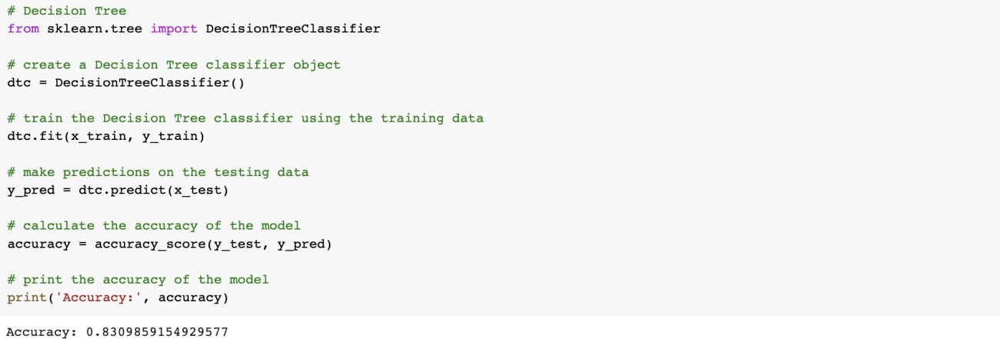 # Decision Tree
from sklearn.tree import DecisionTreeClassifier
# create a Decision Tree classifier object
dtc = DecisionTreeClassifier()
# train the Decision Tree classifier using the training data
dtc.fit(x_train, y_train)
# make predictions on the testing data
y_pred = dtc.predict(x_test)
# calculate the accuracy of the model
accuracy = accuracy_score(y_test, y_pred)
# print the accuracy of the model
print('Accuracy:', accuracy)
Accuracy: 0.8309859154929577